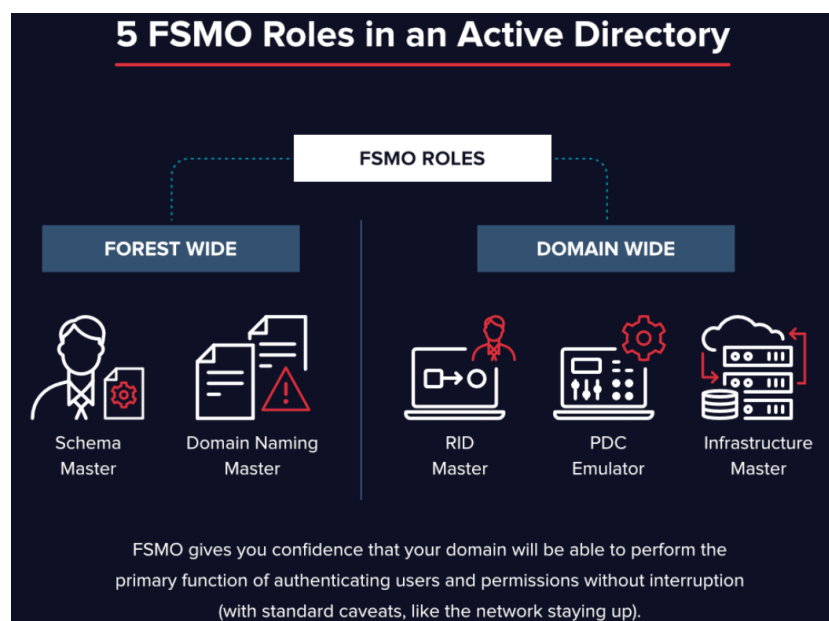 5 FSMO Roles in an Active Directory
FSMO ROLES
FOREST WIDE
DOMAIN WIDE
Schema
Master
Domain Naming
Master
RID
Master
PDC
Emulator
Infrastructure
Master
FSMO gives you confidence that your domain will be able to perform the
primary function of authenticating users and permissions without interruption
(with standard caveats, like the network staying up).